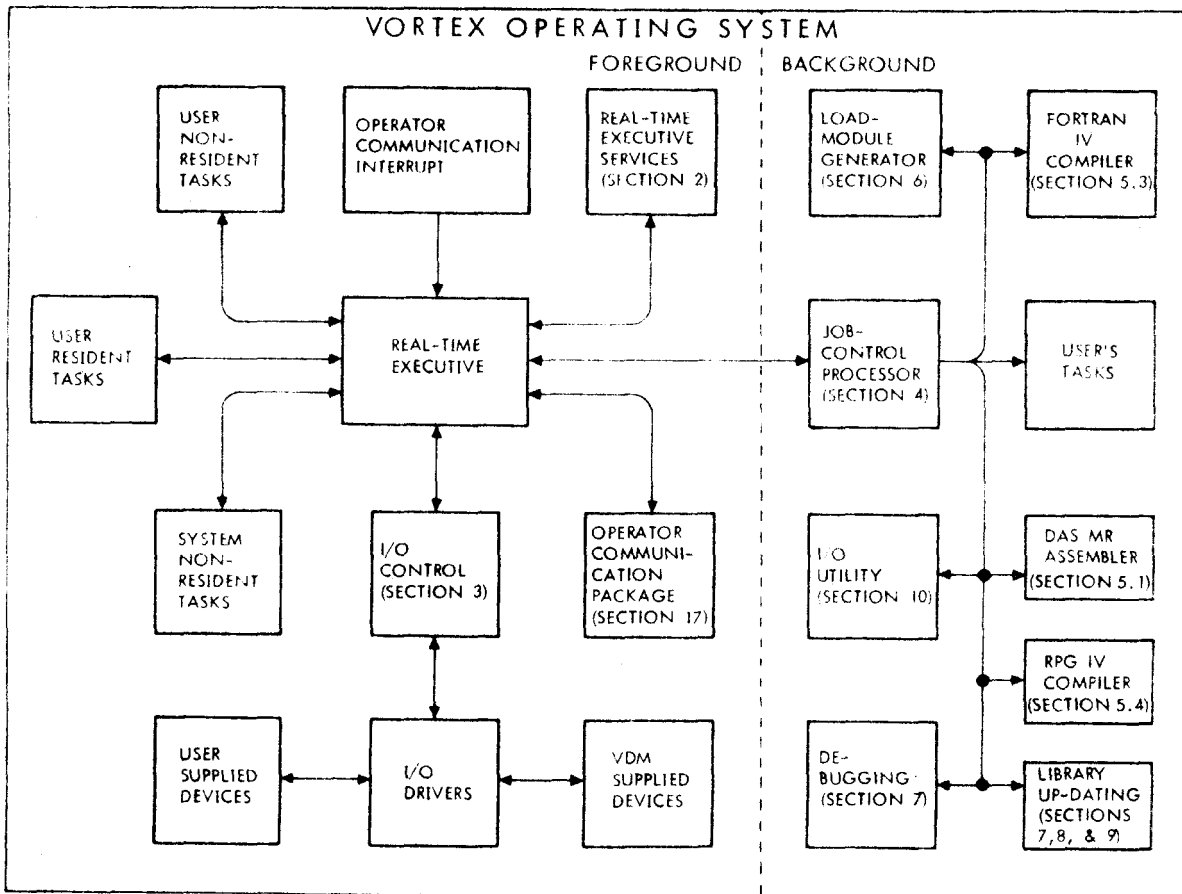 VORTEX OPERATING SYSTEM
FOREGROUND
BACKGROUND
USER
NON-
RESIDENT
TASKS
OPERATOR
COMMUNICATION
INTERRUPT
REAL-TIME
EXECUTIVE
SERVICES
(SECTION 2)
LOAD-
MODULE
GENERATOR
(SECTION 6)
FORTRAN
IV
COMPILER
(SECTION 5.3)
USER
RESIDENT
TASKS
REAL-TIME
EXECUTIVE
JOB-
CONTROL
PROCESSOR
(SECTION 4)
USER'S
TASKS
SYSTEM
NON-
RESIDENT
TASKS
I/O
CONTROL
(SECTION 3)
OPERATOR
COMMUNI-
CATION
PACKAGE
(SECTION 17)
I/O
UTILITY
(SECTION 10)
DAS MR
ASSEMBLER
(SECTION 5.1)
RPG IV
COMPILER
(SECTION 5.4)
USER
SUPPLIED
DEVICES
I/O
DRIVERS
VDM
SUPPLIED
DEVICES
DE-
BUGGING
(SECTION 7)
LIBRARY
UP-DATING
(SECTIONS
7,8, & 9)